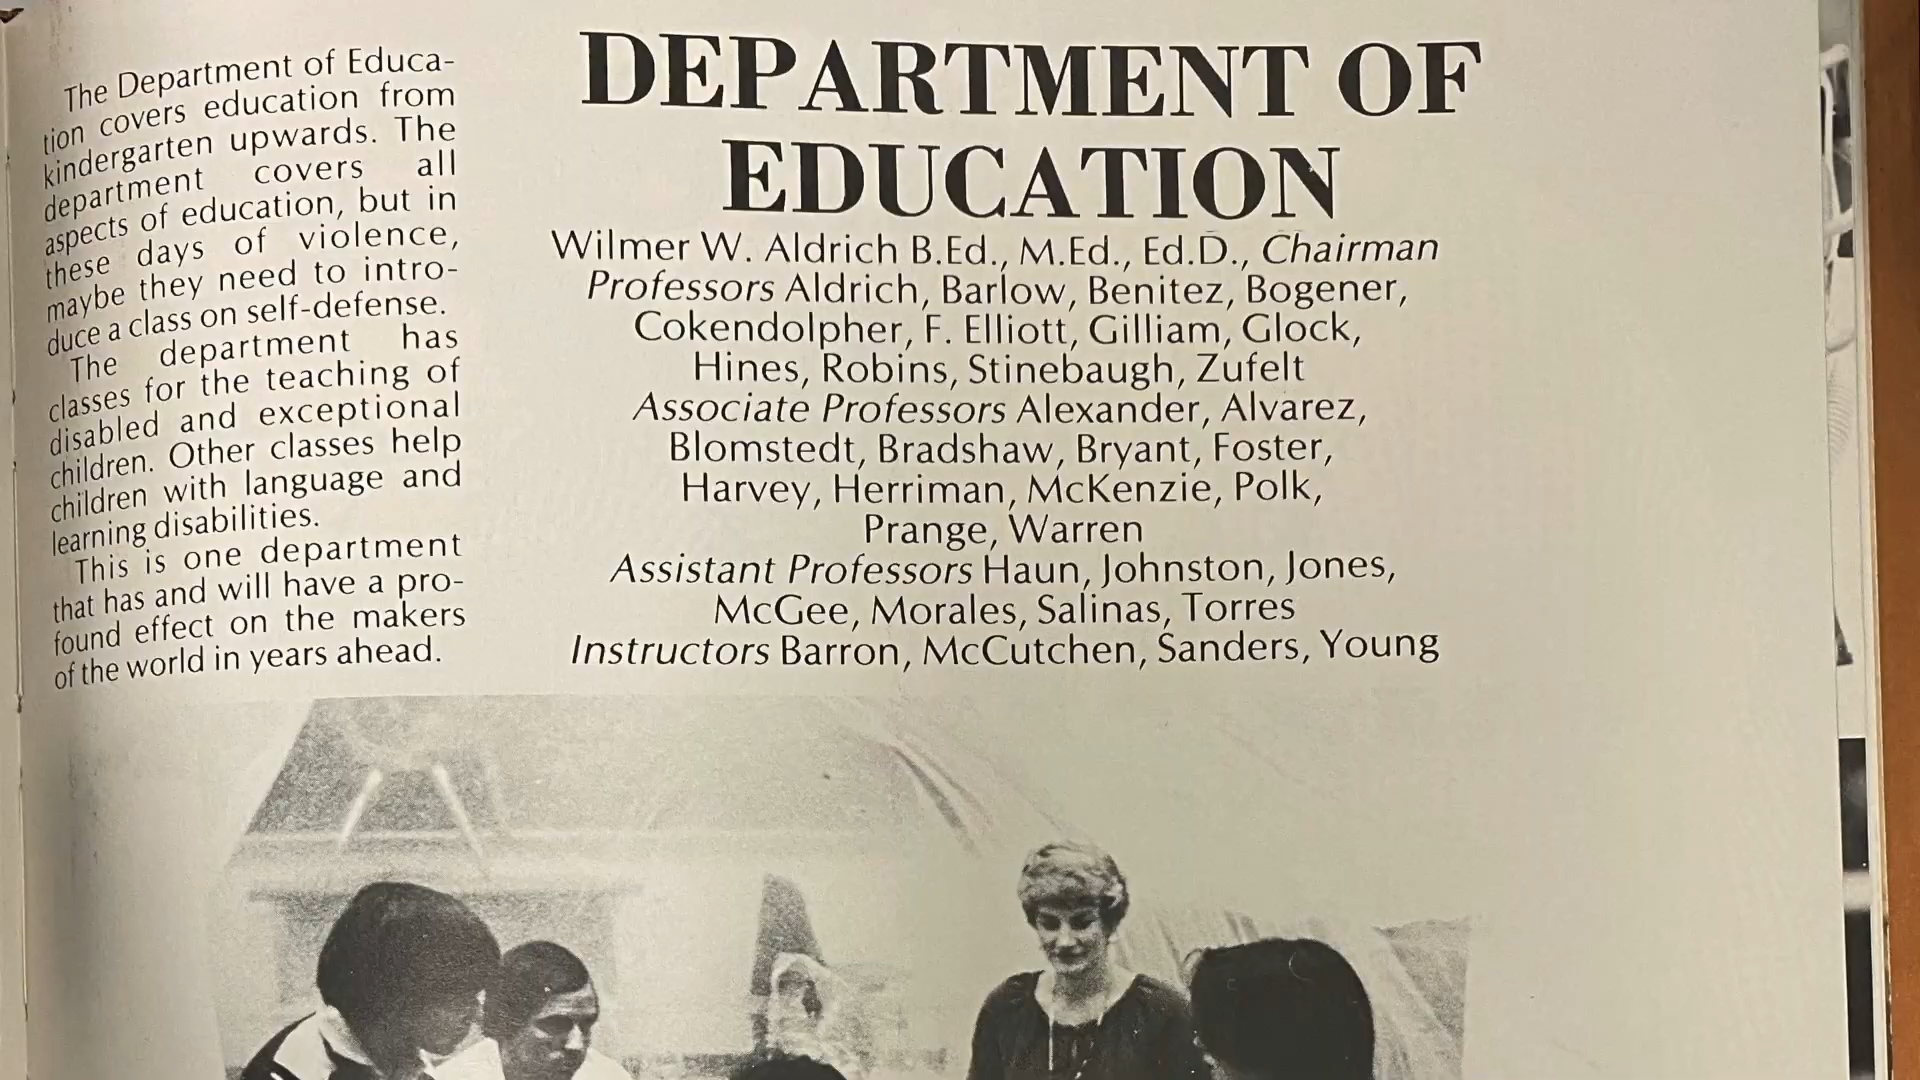 The Department of Educa-
tion covers education from
kindergarten upwards. The
department covers all
aspects of education, but in
these days of violence,
maybe they need to intro-
duce a class on self-defense.
The department has
classes for the teaching of
disabled and exceptional
children. Other classes help
children with language and
learning disabilities.
This is one department
that has and will have a pro-
found effect on the makers
of the world in years ahead.
DEPARTMENT OF
EDUCATION
Wilmer W. Aldrich B.Ed., M.Ed., Ed.D., Chairman
Professors Aldrich, Barlow, Benitez, Bogener,
Cokendolpher, F. Elliott, Gilliam, Glock,
Hines, Robins, Stinebaugh, Zufelt
Associate Professors Alexander, Alvarez,
Blomstedt, Bradshaw, Bryant, Foster,
Harvey, Herriman, McKenzie, Polk,
Prange, Warren
Assistant Professors Haun, Johnston, Jones,
McGee, Morales, Salinas, Torres
Instructors Barron, McCutchen, Sanders, Young